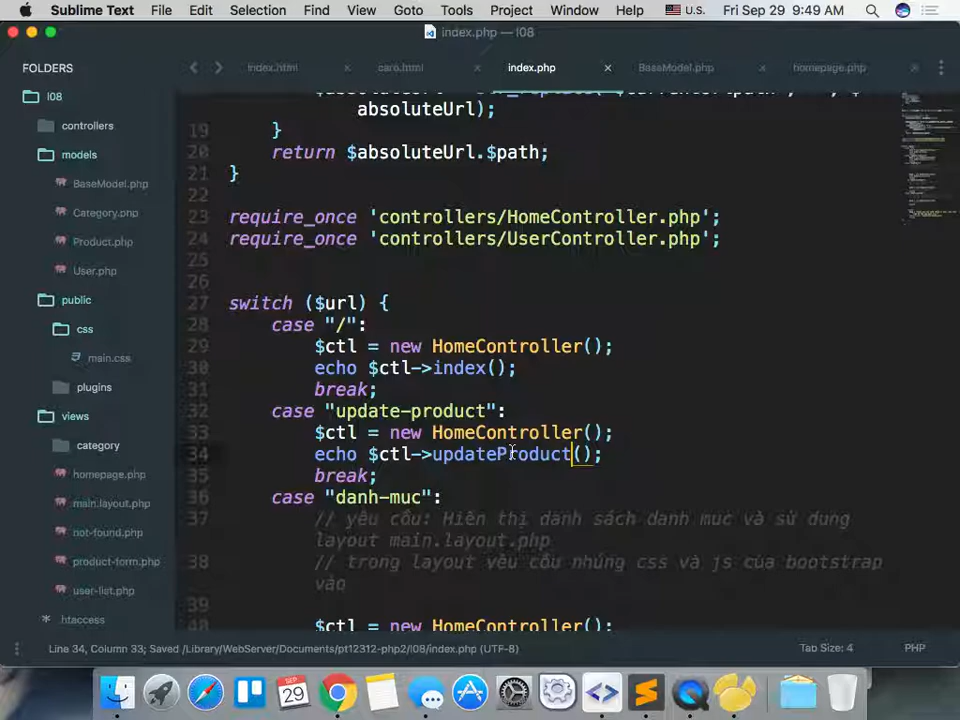 Sublime Text File Edit Selection Find View Goto Tools Project Window Help U.S. Fri Sep 29 9:49 AM
index.php — l08
FOLDERS
l08
controllers
models
BaseModel.php
Category.php
Product.php
User.php
public
css
main.css
plugins
views
category
homepage.php
main.layout.php
not-found.php
product-form.php
user-list.php
.htaccess
index.html
caro.html
index.php
BaseModel.php
homepage.php
absoluteUrl);
19 }
20 return $absoluteUrl.$path;
21 }
22
23 require_once 'controllers/HomeController.php';
24 require_once 'controllers/UserController.php';
25
26
27 switch ($url) {
28 case "/":
29 $ctl = new HomeController();
30 echo $ctl->index();
31 break;
32 case "update-product":
33 $ctl = new HomeController();
34 echo $ctl->updateProduct();
35 break;
36 case "danh-muc":
37 // yêu cầu: Hiển thị danh sách danh mục và sử dụng
layout main.layout.php
38 // trong layout yêu cầu nhúng css và js của bootstrap
vào
39
40 $ctl = new HomeController();
Line 34, Column 33; Saved /Library/WebServer/Documents/pt12312-php2/l08/index.php (UTF-8)
Tab Size: 4
PHP
SEP
29